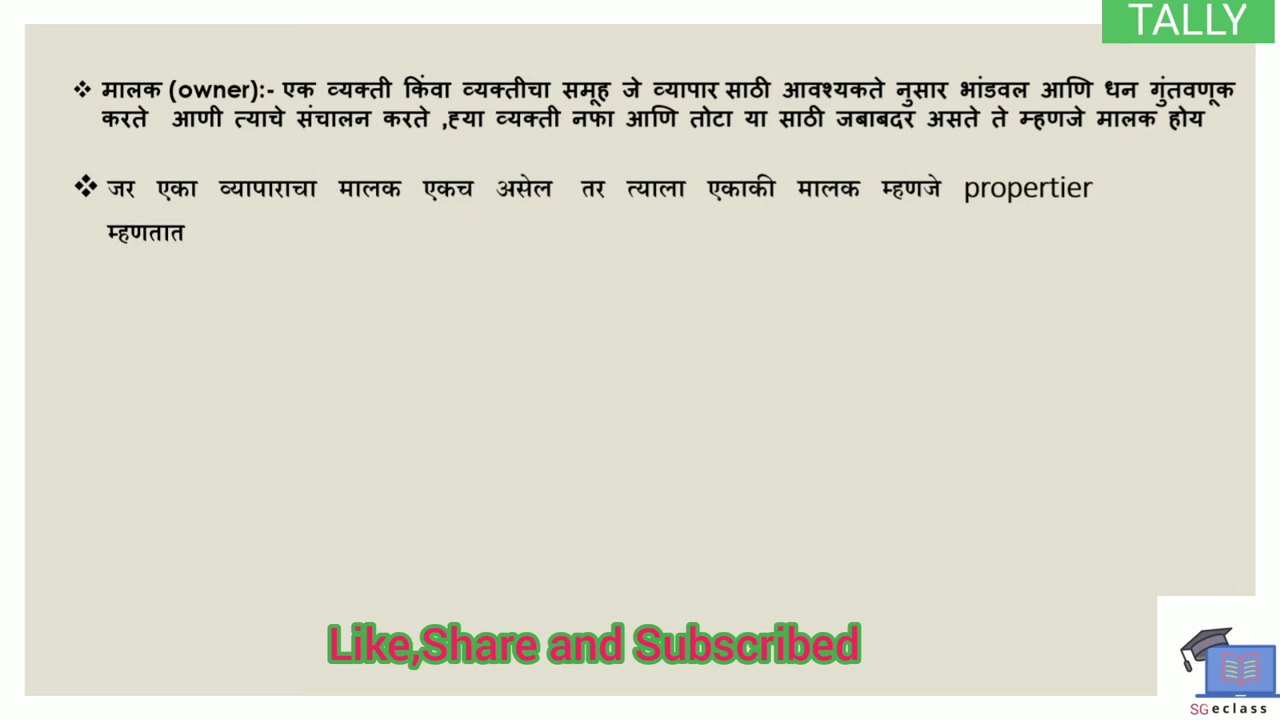 TALLY
❖ मालक (owner):- एक व्यक्ती किंवा व्यक्तीचा समूह जे व्यापार साठी आवश्यकते नुसार भांडवल आणि धन गुंतवणूक
करते आणी त्याचे संचालन करते ,ह्या व्यक्ती नफा आणि तोटा या साठी जबाबदर असते ते म्हणजे मालक होय
❖ जर एका व्यापाराचा मालक एकच असेल तर त्याला एकाकी मालक म्हणजे propertier
म्हणतात
Like,Share and Subscribed
SG eclass